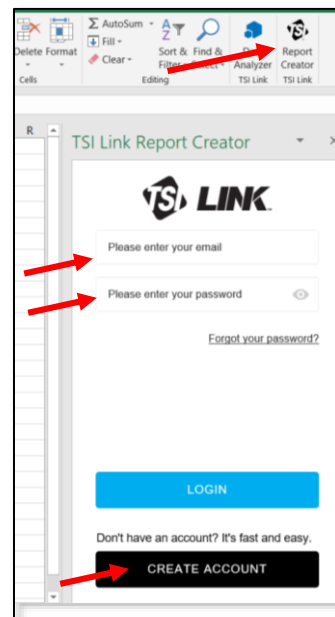 AutoSum
Fill
Clear
Delete Format
Sort & Find &
Filter
Analyzer
Report
Creator
Cells
Editing
TSI Link
TSI Link
R
TSI Link Report Creator
TSI LINK
Please enter your email
Please enter your password
Forgot your password?
LOGIN
Don't have an account? It's fast and easy.
CREATE ACCOUNT